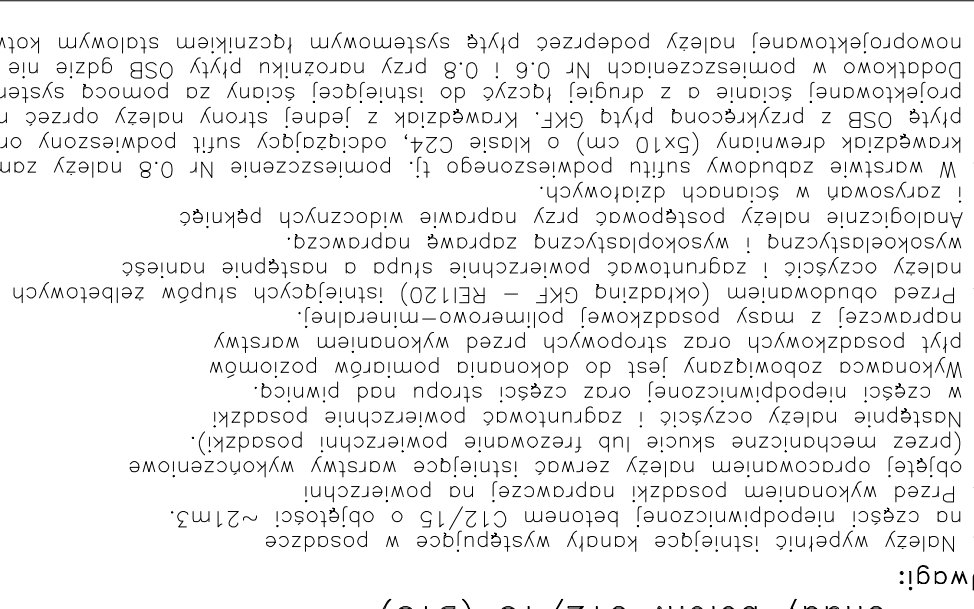 Uwagi:
Należy wypełnić istniejące kanały występujące w posadzce
na części niepodpiwniczonej betonem C12/15 o objętości ~21m3.
Przed wykonaniem posadzki naprawczej na powierzchni
objętej opracowaniem należy zerwać istniejące warstwy wykończeniowe
(przez mechaniczne skucie lub frezowanie powierzchni posadzki).
Następnie należy oczyścić i zagruntować powierzchnie posadzki
w części niepodpiwniczonej oraz części stropu nad piwnicą.
Wykonawca zobowiązany jest do dokonania pomiarów poziomów
płyt posadzkowych oraz stropowych przed wykonaniem warstwy
naprawczej z masy posadzkowej polimerowo-mineralnej.
Przed obudowaniem (okładziną GKF - REI120) istniejących słupów żelbetowych
należy oczyścić i zagruntować powierzchnie słupa a następnie nanieść
wysokoelastyczną i wysokoplastyczną zaprawę naprawczą.
Analogicznie należy postępować przy naprawie widocznych pęknięć
i zarysowań w ścianach działowych.
W warstwie zabudowy sufitu podwieszonego tj. pomieszczenie Nr 0.8 należy zam
krawędziak drewniany (5x10 cm) o klasie C24, odciążający sufit podwieszony or
płytę OSB z przykręconą płytą GKF. Krawędziak z jednej strony należy oprzeć n
projektowanej ścianie a z drugiej łączyć do istniejącej ściany za pomocą system
Dodatkowo w pomieszczeniach Nr 0.6 i 0.8 przy narożniku płyty OSB gdzie nie
nowoprojektowanej należy podeprzeć płytę systemowym łącznikiem stalowym kotw